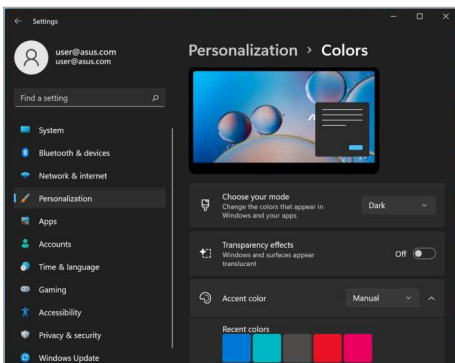 Settings
user@asus.com
user@asus.com
Find a setting
System
Bluetooth & devices
Network & internet
Personalization
Apps
Accounts
Time & language
Gaming
Accessibility
Privacy & security
Windows Update
Personalization > Colors
Choose your mode
Change the colors that appear in
Windows and your apps
Dark
Transparency effects
Windows and surfaces appear
translucent
Off
Accent color
Manual
Recent colors